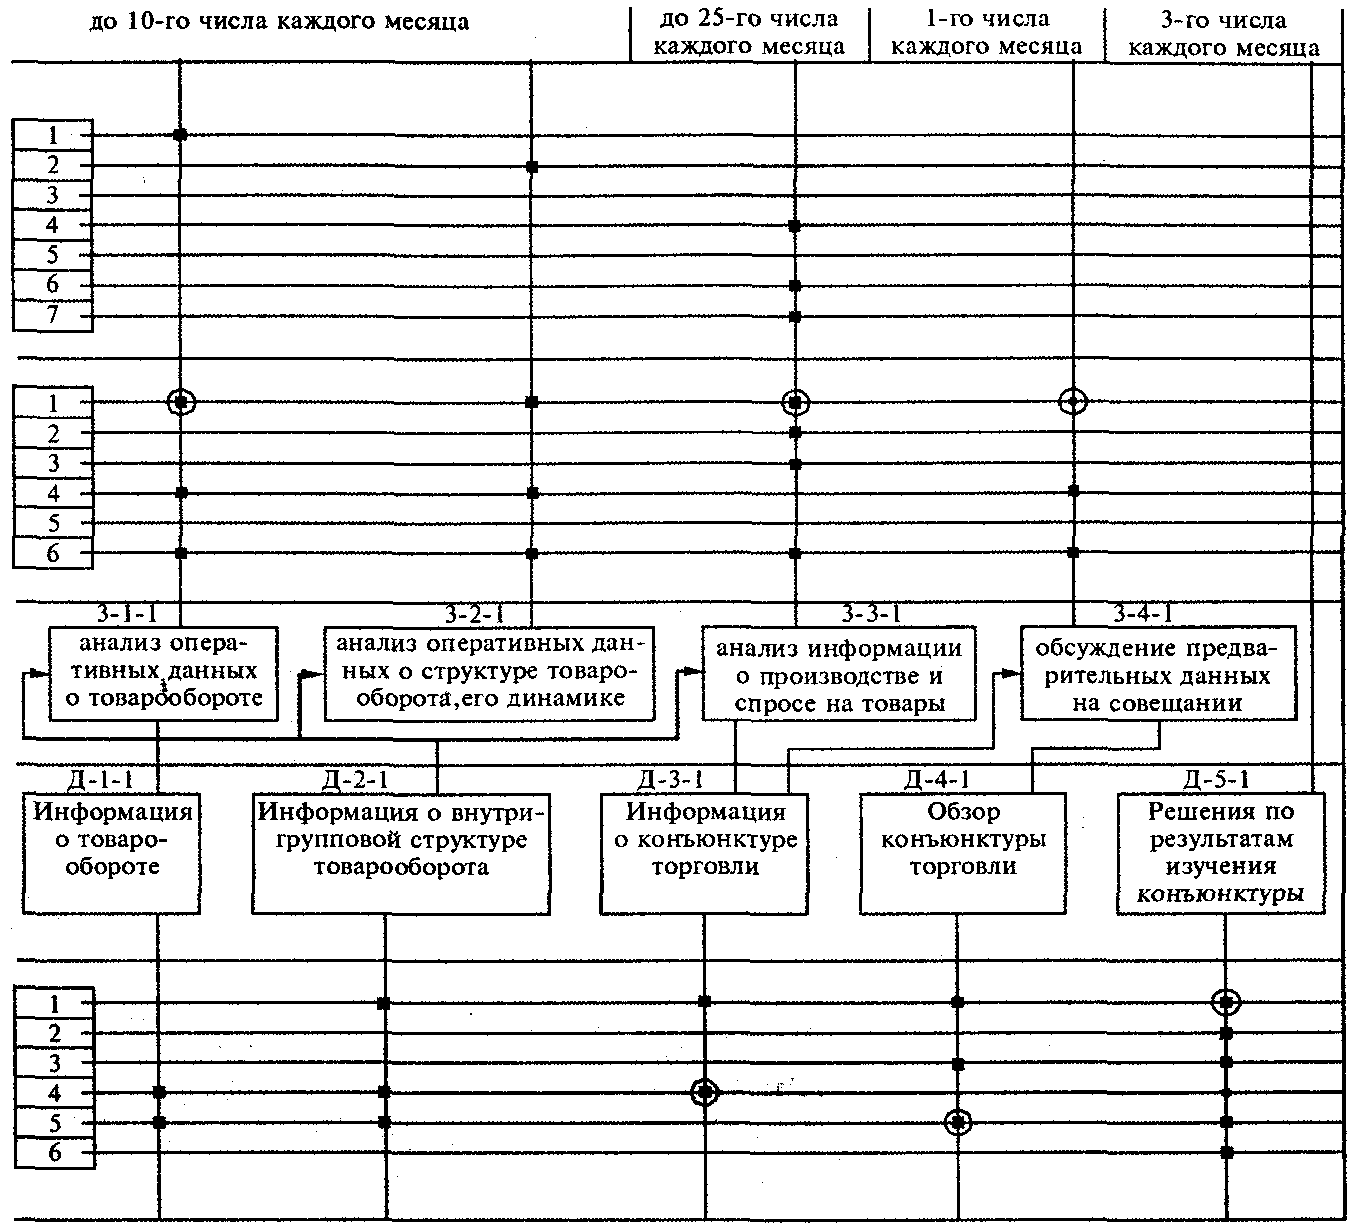 до 10-го числа каждого месяца
до 25-го числа
каждого месяца
1-го числа
каждого месяца
3-го числа
каждого месяца
1
2
3
4
5
6
7
1
2
3
4
5
6
3-1-1
анализ опера-
тивных данных
о товарообороте
3-2-1
анализ оперативных дан-
ных о структуре товаро-
оборота, его динамике
3-3-1
анализ информации
о производстве и
спросе на товары
3-4-1
обсуждение предва-
рительных данных
на совещании
Д-1-1
Информация
о товаро-
обороте
Д-2-1
Информация о внутри-
групповой структуре
товарооборота
Д-3-1
Информация
о конъюнктуре
торговли
Д-4-1
Обзор
конъюнктуры
торговли
Д-5-1
Решения по
результатам
изучения
конъюнктуры
1
2
3
4
5
6